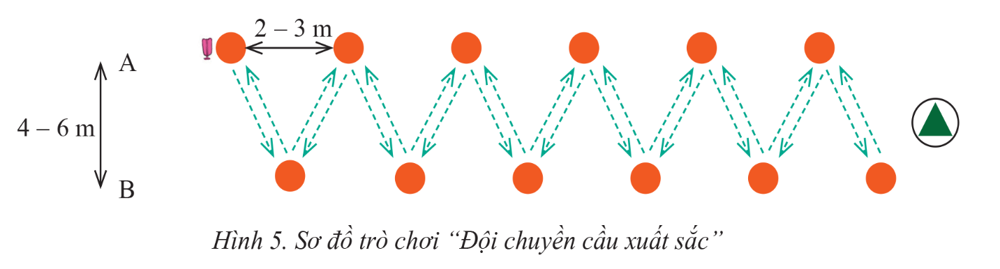 2 – 3 m
A
4 – 6 m
B
Hình 5. Sơ đồ trò chơi “Đội chuyền cầu xuất sắc”